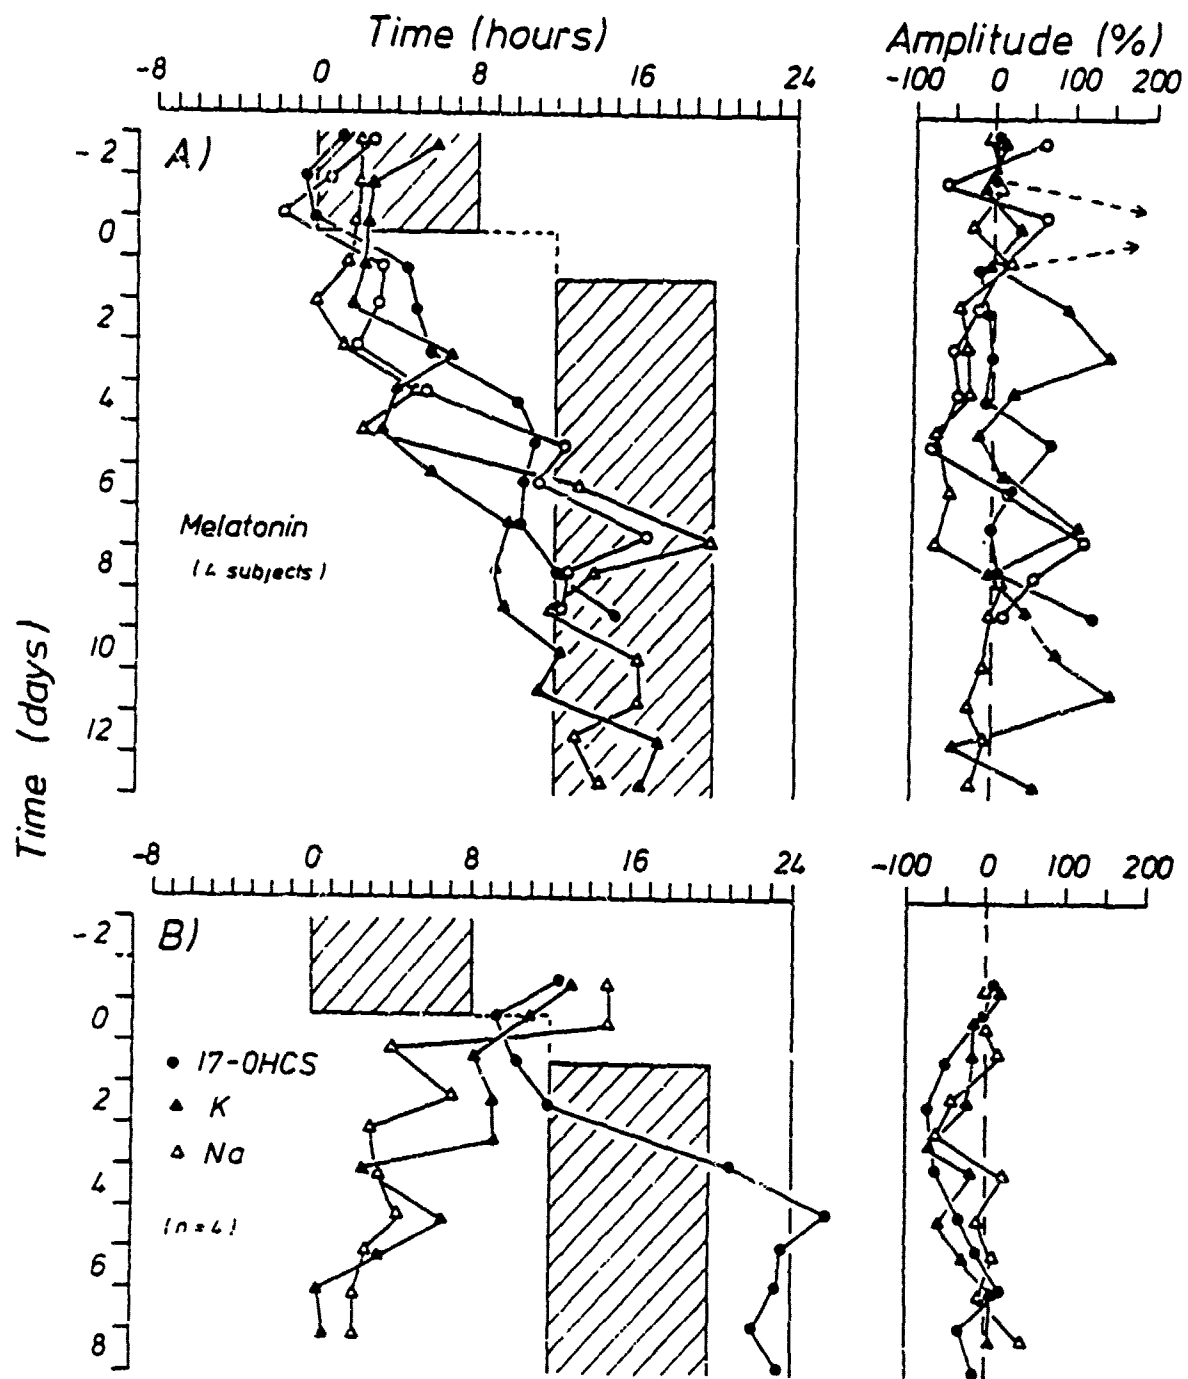 Time (hours)
Amplitude (%)
-8 0 8 16 24
-100 0 100 200
A)
-2
0
2
4
6
8
10
12
Melatonin
(4 subjects)
Time (days)
-8 0 8 16 24
-100 0 100 200
B)
-2
0
2
4
6
8
17-OHCS
K
Na
(n=4)